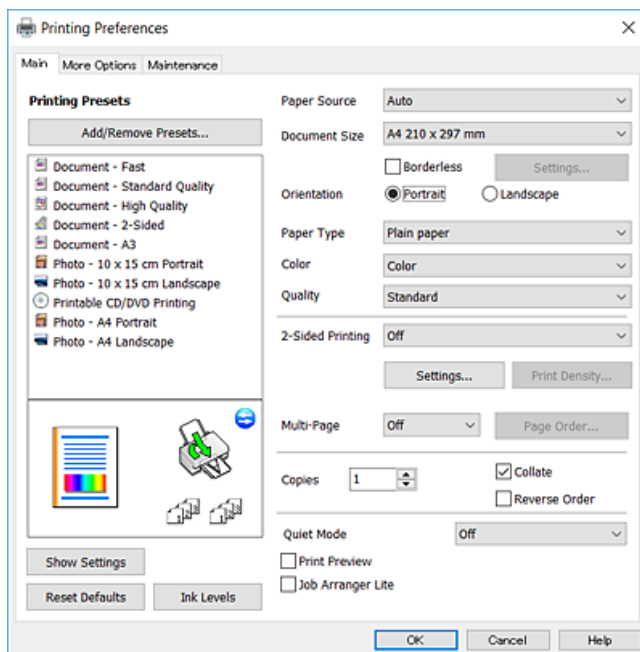 Printing Preferences
Main More Options Maintenance
Printing Presets
Add/Remove Presets...
Document - Fast
Document - Standard Quality
Document - High Quality
Document - 2-Sided
Document - A3
Photo - 10 x 15 cm Portrait
Photo - 10 x 15 cm Landscape
Printable CD/DVD Printing
Photo - A4 Portrait
Photo - A4 Landscape
Show Settings
Reset Defaults Ink Levels
Paper Source Auto
Document Size A4 210 x 297 mm
Borderless Settings...
Orientation Portrait Landscape
Paper Type Plain paper
Color Color
Quality Standard
2-Sided Printing Off
Settings... Print Density...
Multi-Page Off Page Order...
Copies 1 Collate
Reverse Order
Quiet Mode Off
Print Preview
Job Arranger Lite
OK Cancel Help